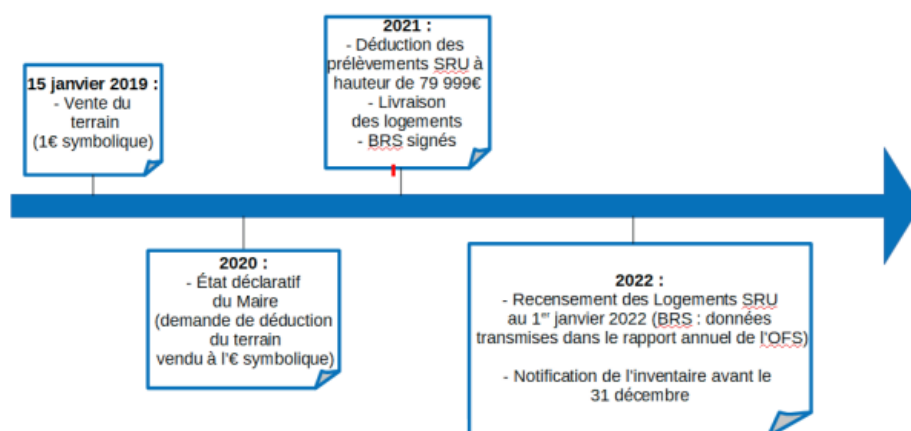 15 janvier 2019 :
- Vente du
terrain
(1€ symbolique)
2021 :
- Déduction des
prélèvements SRU à
hauteur de 79 999€
- Livraison
des logements
- BRS signés
2020 :
- État déclaratif
du Maire
(demande de déduction
du terrain
vendu à l'€ symbolique)
2022 :
- Recensement des Logements SRU
au 1er janvier 2022 (BRS : données
transmises dans le rapport annuel de l'OFS)
- Notification de l'inventaire avant le
31 décembre